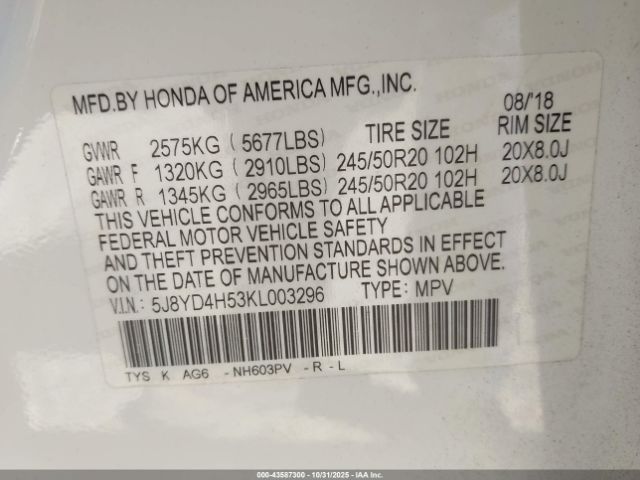 MFD.BY HONDA OF AMERICA MFG.,INC.
08/'18
GVWR 2575KG ( 5677LBS) TIRE SIZE RIM SIZE
GAWR F 1320KG ( 2910LBS) 245/50R20 102H 20X8.0J
GAWR R 1345KG ( 2965LBS) 245/50R20 102H 20X8.0J
THIS VEHICLE CONFORMS TO ALL APPLICABLE
FEDERAL MOTOR VEHICLE SAFETY
AND THEFT PREVENTION STANDARDS IN EFFECT
ON THE DATE OF MANUFACTURE SHOWN ABOVE.
V.I.N.: 5J8YD4H53KL003296 TYPE: MPV
TYS K AG6 -NH603PV -R -L
000-43587300 - 10/31/2025 - IAAI.COM